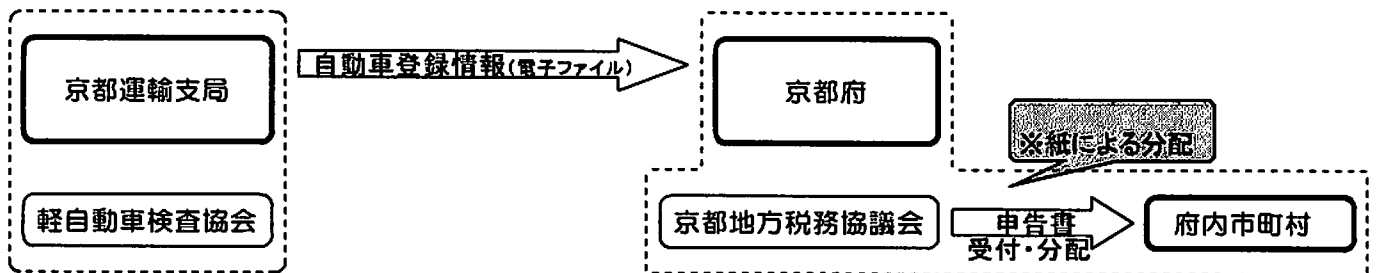 京都運輸支局
自動車登録情報(電子ファイル)
京都府
※紙による分配
軽自動車検査協会
京都地方税務協議会
申告書
受付・分配
府内市町村